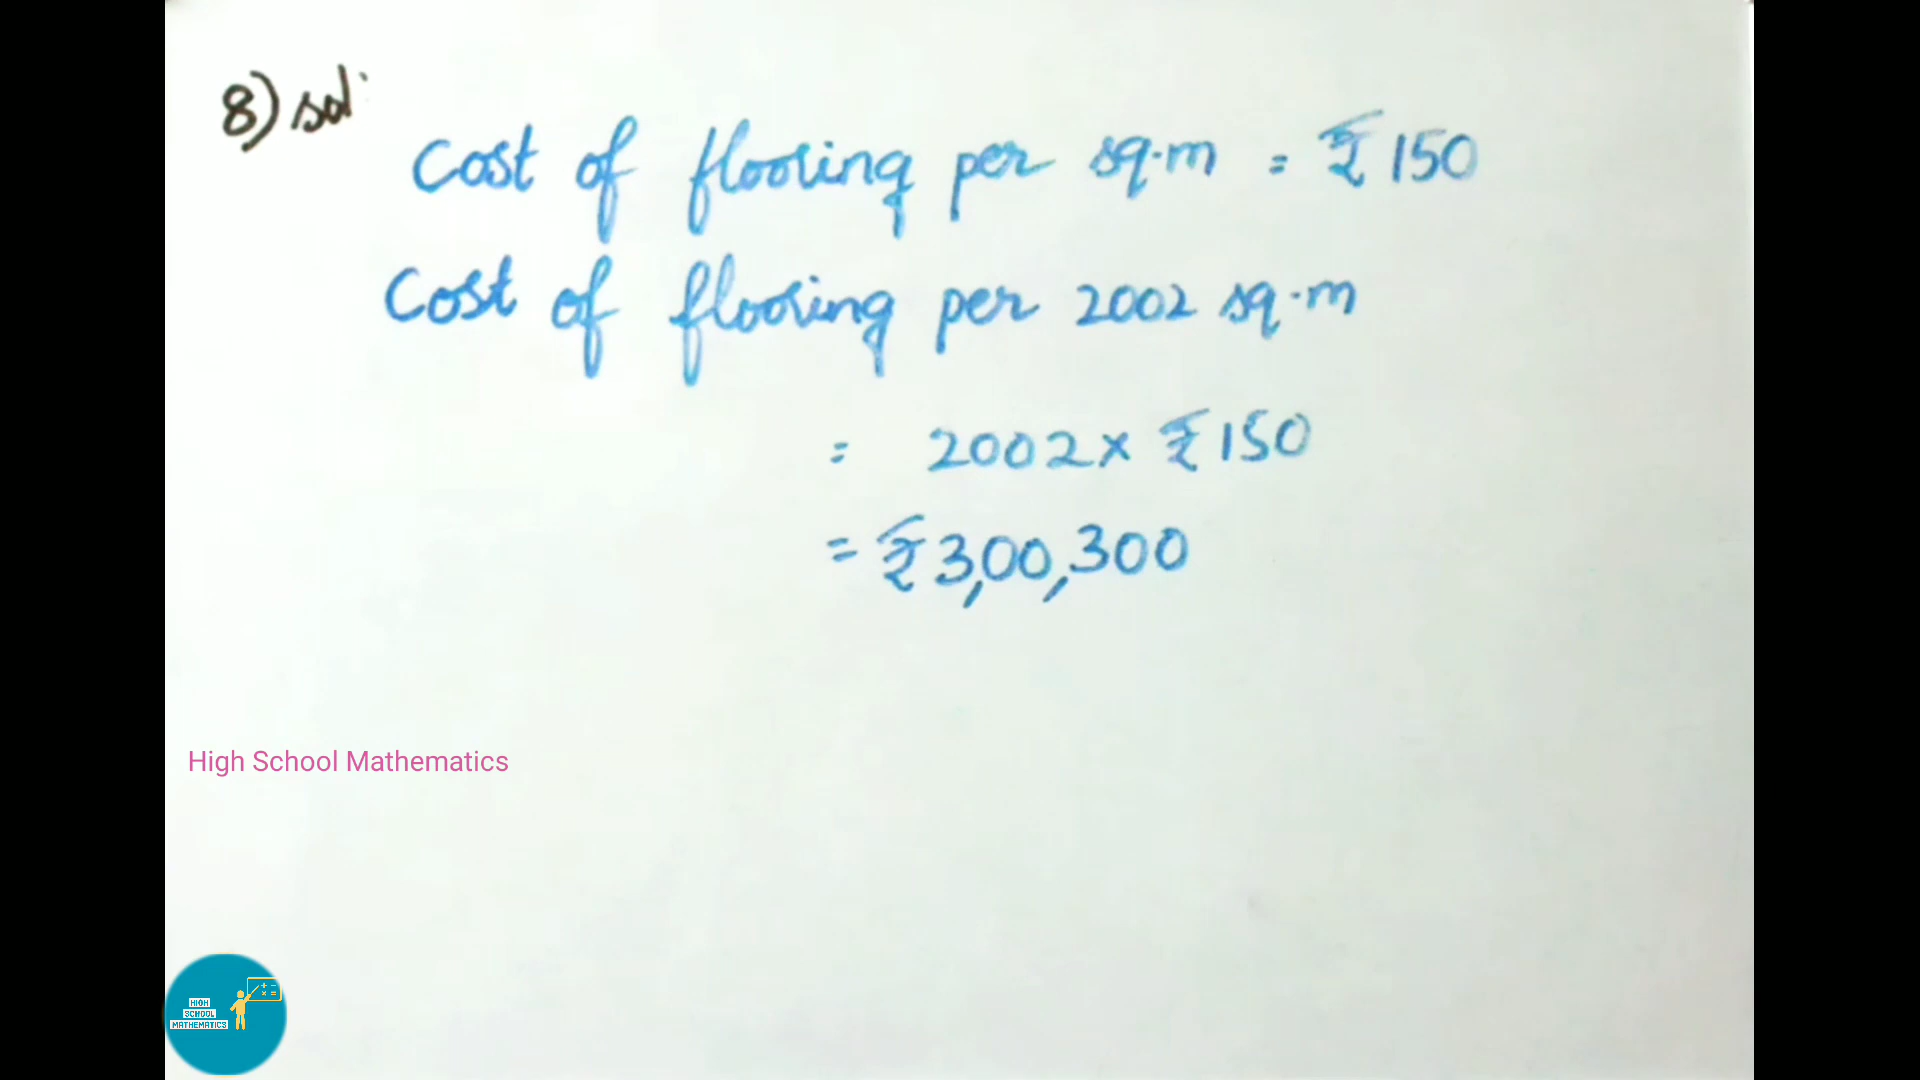 8) sol:
Cost of flooring per sq.m = ₹150
Cost of flooring per 2002 sq.m
= 2002 × ₹150
= ₹3,00,300
High School Mathematics
HIGH
SCHOOL
MATHEMATICS